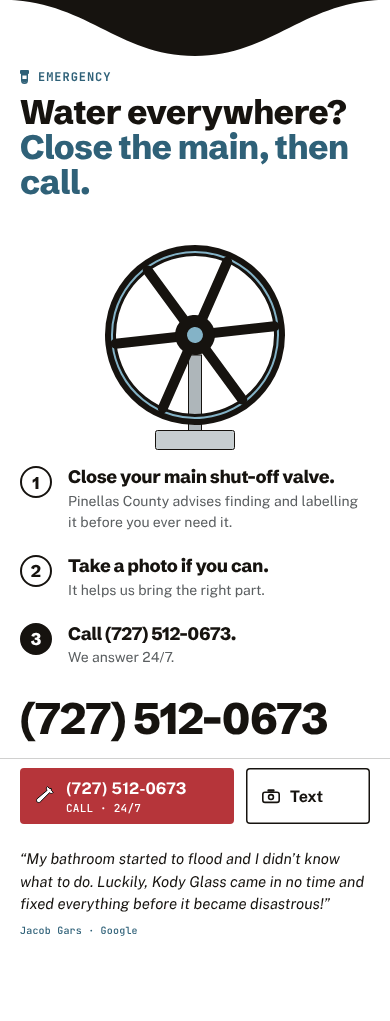 EMERGENCY
Water everywhere?
Close the main, then
call.
1
Close your main shut-off valve.
Pinellas County advises finding and labelling
it before you ever need it.
2
Take a photo if you can.
It helps us bring the right part.
3
Call (727) 512-0673.
We answer 24/7.
(727) 512-0673
(727) 512-0673
CALL · 24/7
Text
“My bathroom started to flood and I didn’t know
what to do. Luckily, Kody Glass came in no time and
fixed everything before it became disastrous!”
Jacob Gars · Google